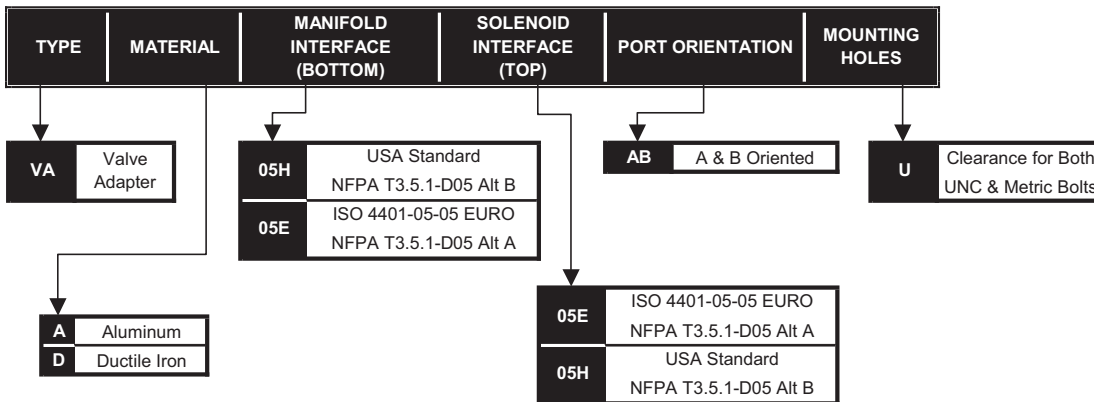 TYPE
MATERIAL
MANIFOLD
INTERFACE
(BOTTOM)
SOLENOID
INTERFACE
(TOP)
PORT ORIENTATION
MOUNTING
HOLES
VA
Valve
Adapter
05H
USA Standard
NFPA T3.5.1-D05 Alt B
05E
ISO 4401-05-05 EURO
NFPA T3.5.1-D05 Alt A
AB
A & B Oriented
U
Clearance for Both
UNC & Metric Bolts
A
Aluminum
D
Ductile Iron
05E
ISO 4401-05-05 EURO
NFPA T3.5.1-D05 Alt A
05H
USA Standard
NFPA T3.5.1-D05 Alt B